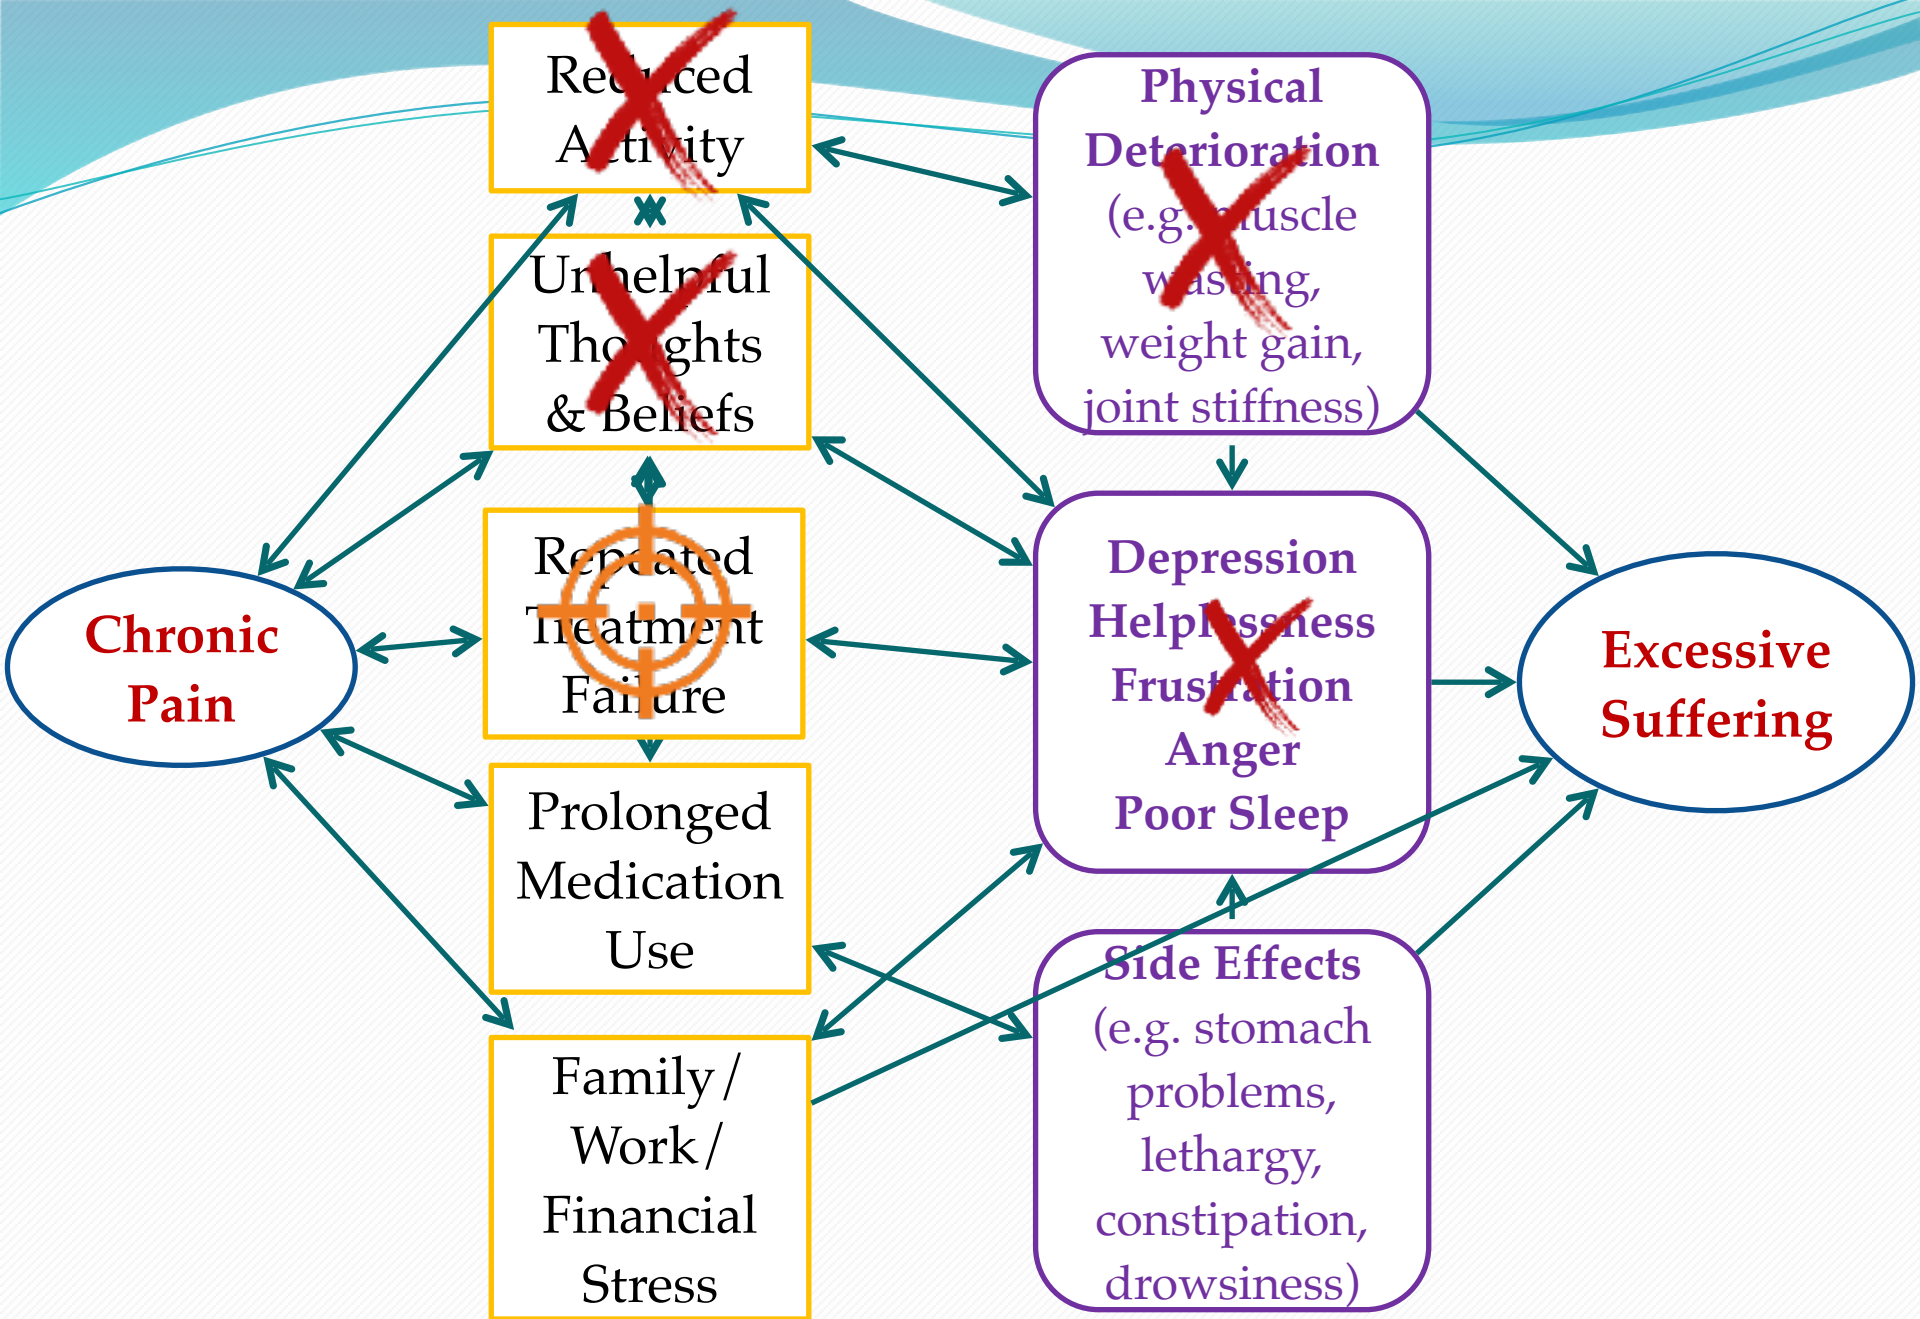 Reduced
Activity
Unhelpful
Thoughts
& Beliefs
Repeated
Treatment
Failure
Prolonged
Medication
Use
Family/
Work/
Financial
Stress
Chronic
Pain
Physical
Deterioration
(e.g. muscle
wasting,
weight gain,
joint stiffness)
Depression
Helplessness
Frustration
Anger
Poor Sleep
Side Effects
(e.g. stomach
problems,
lethargy,
constipation,
drowsiness)
Excessive
Suffering